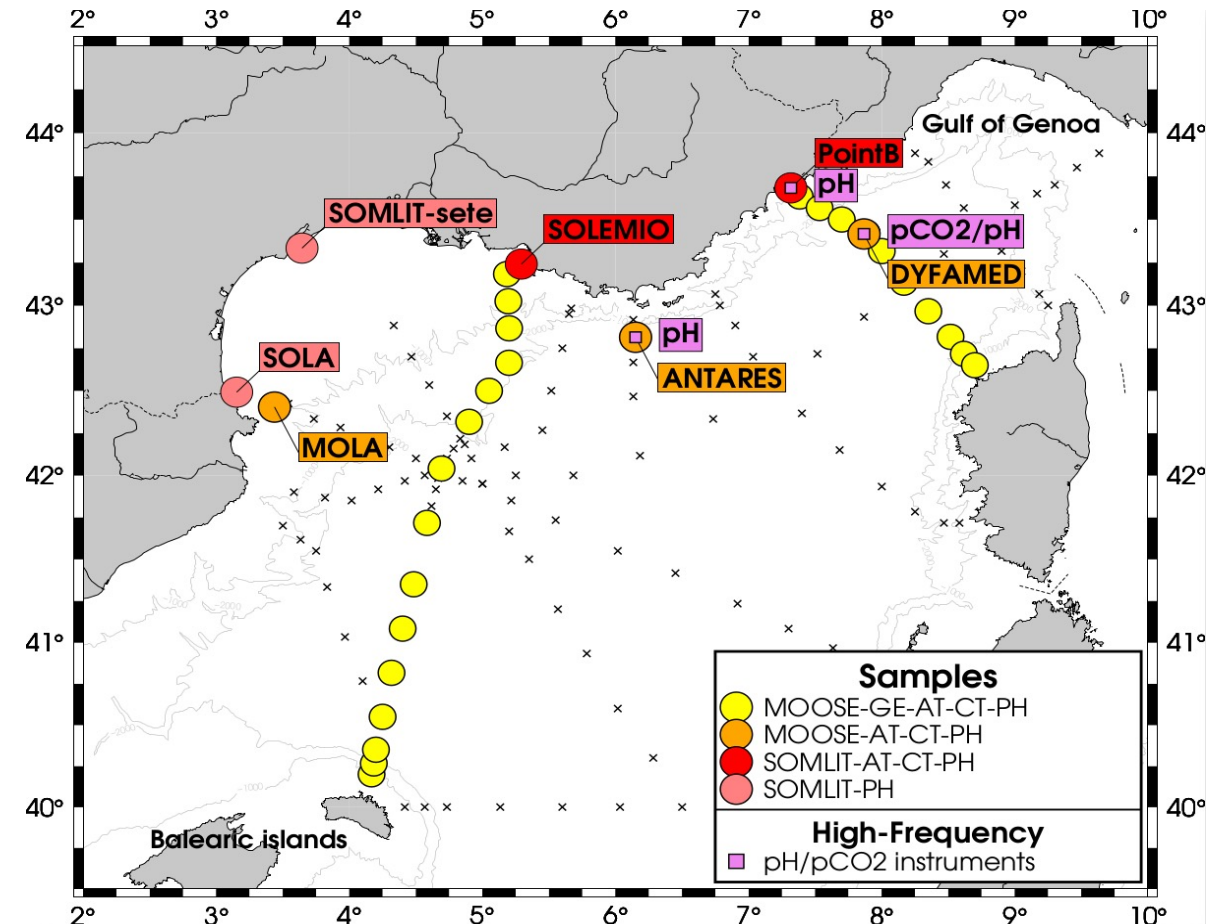 2° 3° 4° 5° 6° 7° 8° 9° 10°
44° 44°
Gulf of Genoa
PointB
pH
SOMLIT-sete
SOLEMIO
pCO2/pH
DYFAMED
43° 43°
pH
SOLA
ANTARES
MOLA
42° 42°
41° 41°
Samples
MOOSE-GE-AT-CT-PH
MOOSE-AT-CT-PH
SOMLIT-AT-CT-PH
SOMLIT-PH
40° 40°
High-Frequency
Balearic islands
pH/pCO2 instruments
2° 3° 4° 5° 6° 7° 8° 9° 10°